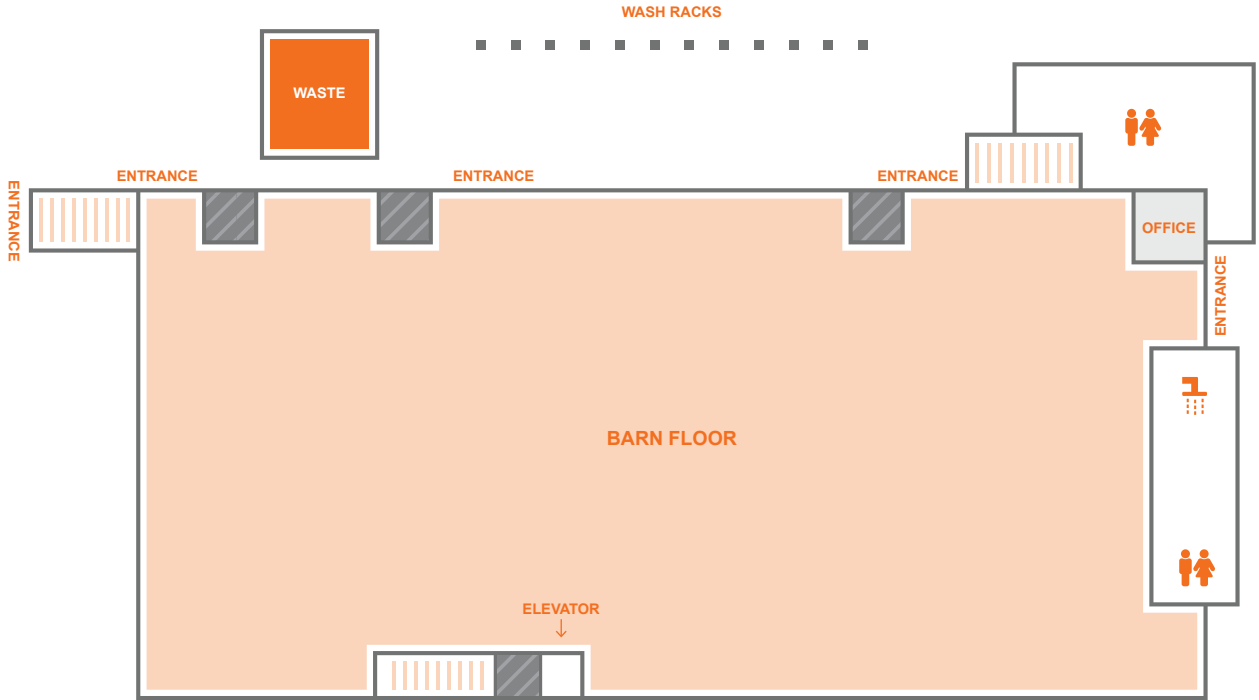 WASH RACKS
WASTE
ENTRANCE
ENTRANCE
ENTRANCE
ENTRANCE
OFFICE
ENTRANCE
BARN FLOOR
ELEVATOR